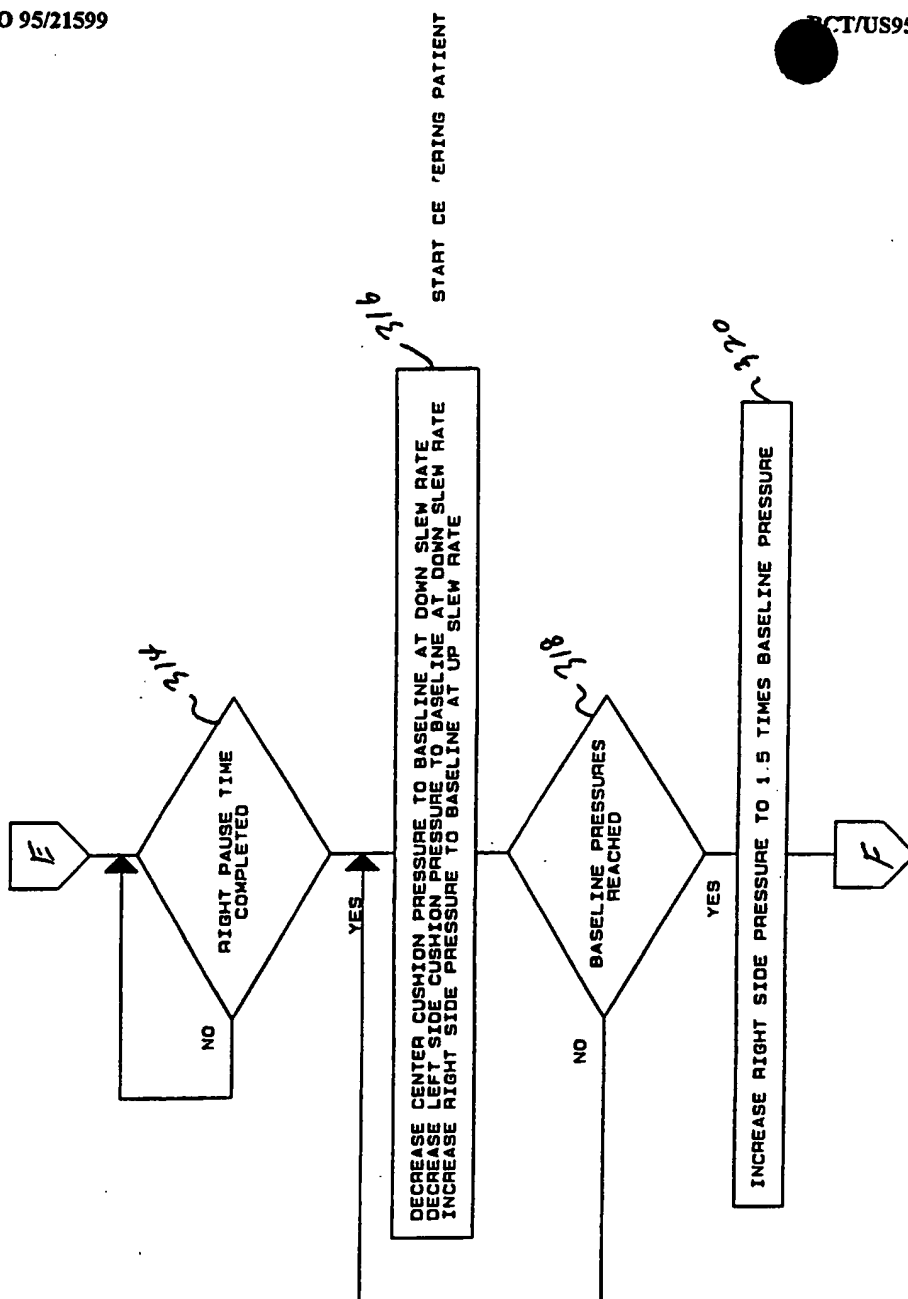 O 95/21599
PCT/US95
E
314
RIGHT PAUSE TIME
COMPLETED
NO
YES
316
START CE TERING PATIENT
DECREASE CENTER CUSHION PRESSURE TO BASELINE AT DOWN SLEW RATE
DECREASE LEFT SIDE CUSHION PRESSURE TO BASELINE AT DOWN SLEW RATE
INCREASE RIGHT SIDE PRESSURE TO BASELINE AT UP SLEW RATE
318
BASELINE PRESSURES
REACHED
NO
YES
320
INCREASE RIGHT SIDE PRESSURE TO 1.5 TIMES BASELINE PRESSURE
F